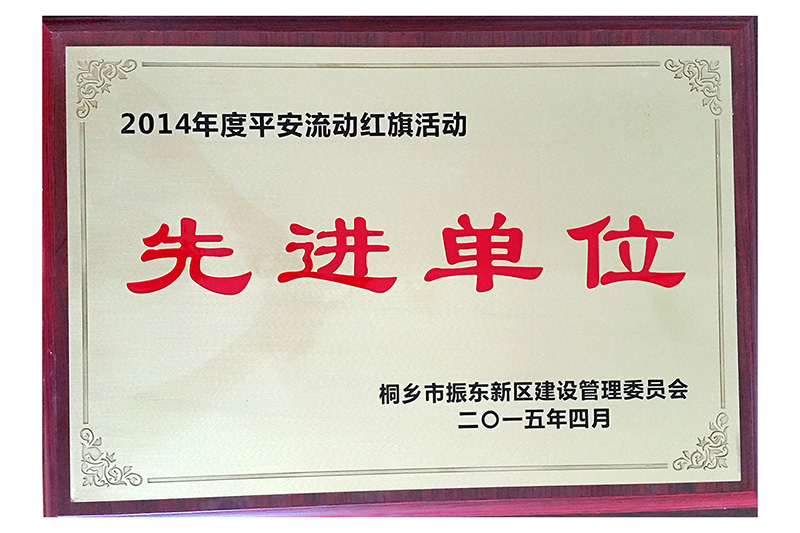 2014年度平安流动红旗活动
先进单位
桐乡市振东新区建设管理委员会
二〇一五年四月